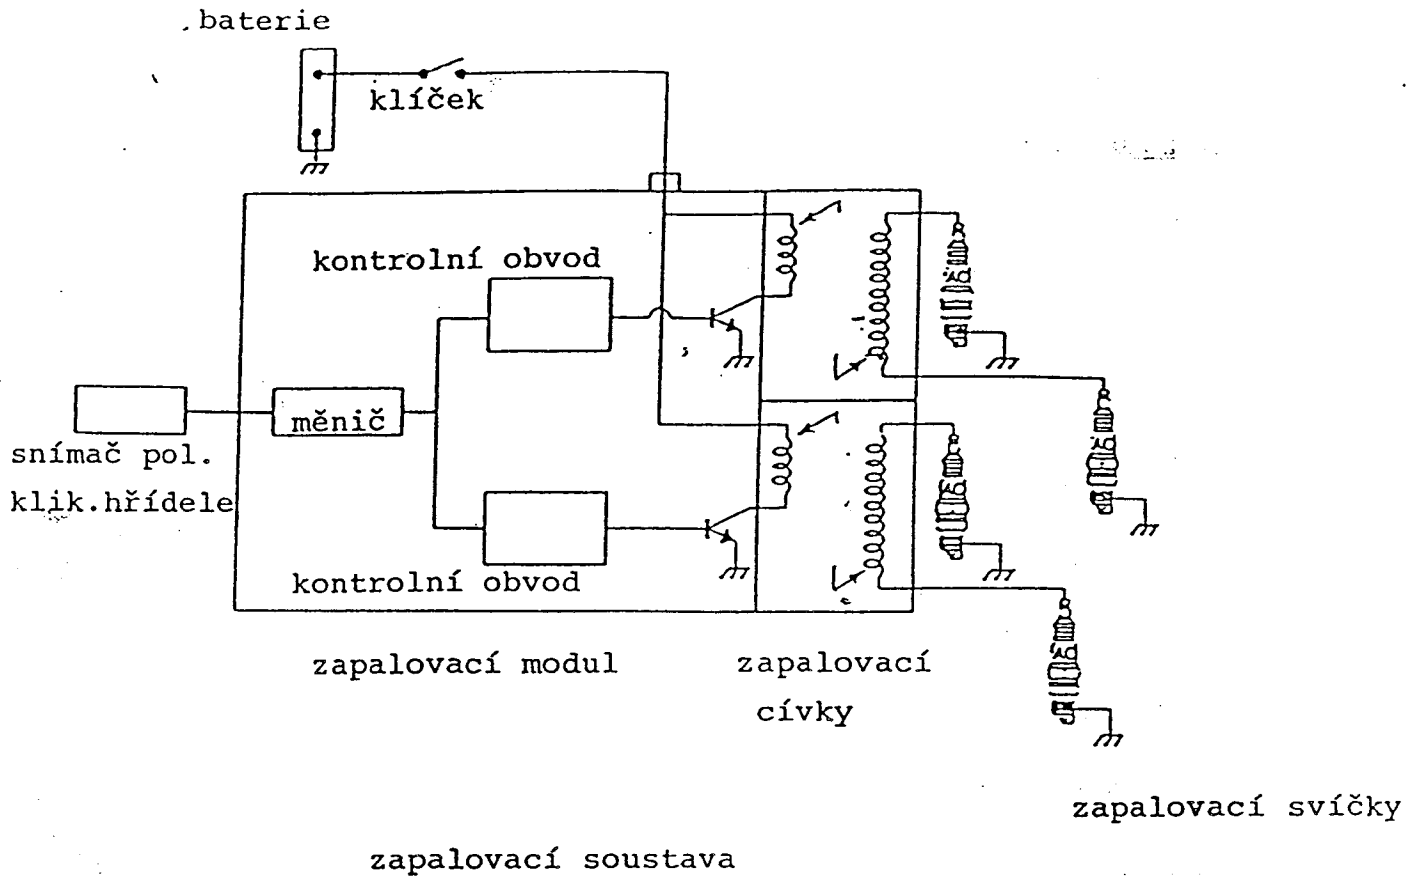 baterie
klíček
kontrolní obvod
měnič
snímač pol.
klik.hřídele
kontrolní obvod
zapalovací modul
zapalovací
cívky
zapalovací svíčky
zapalovací soustava